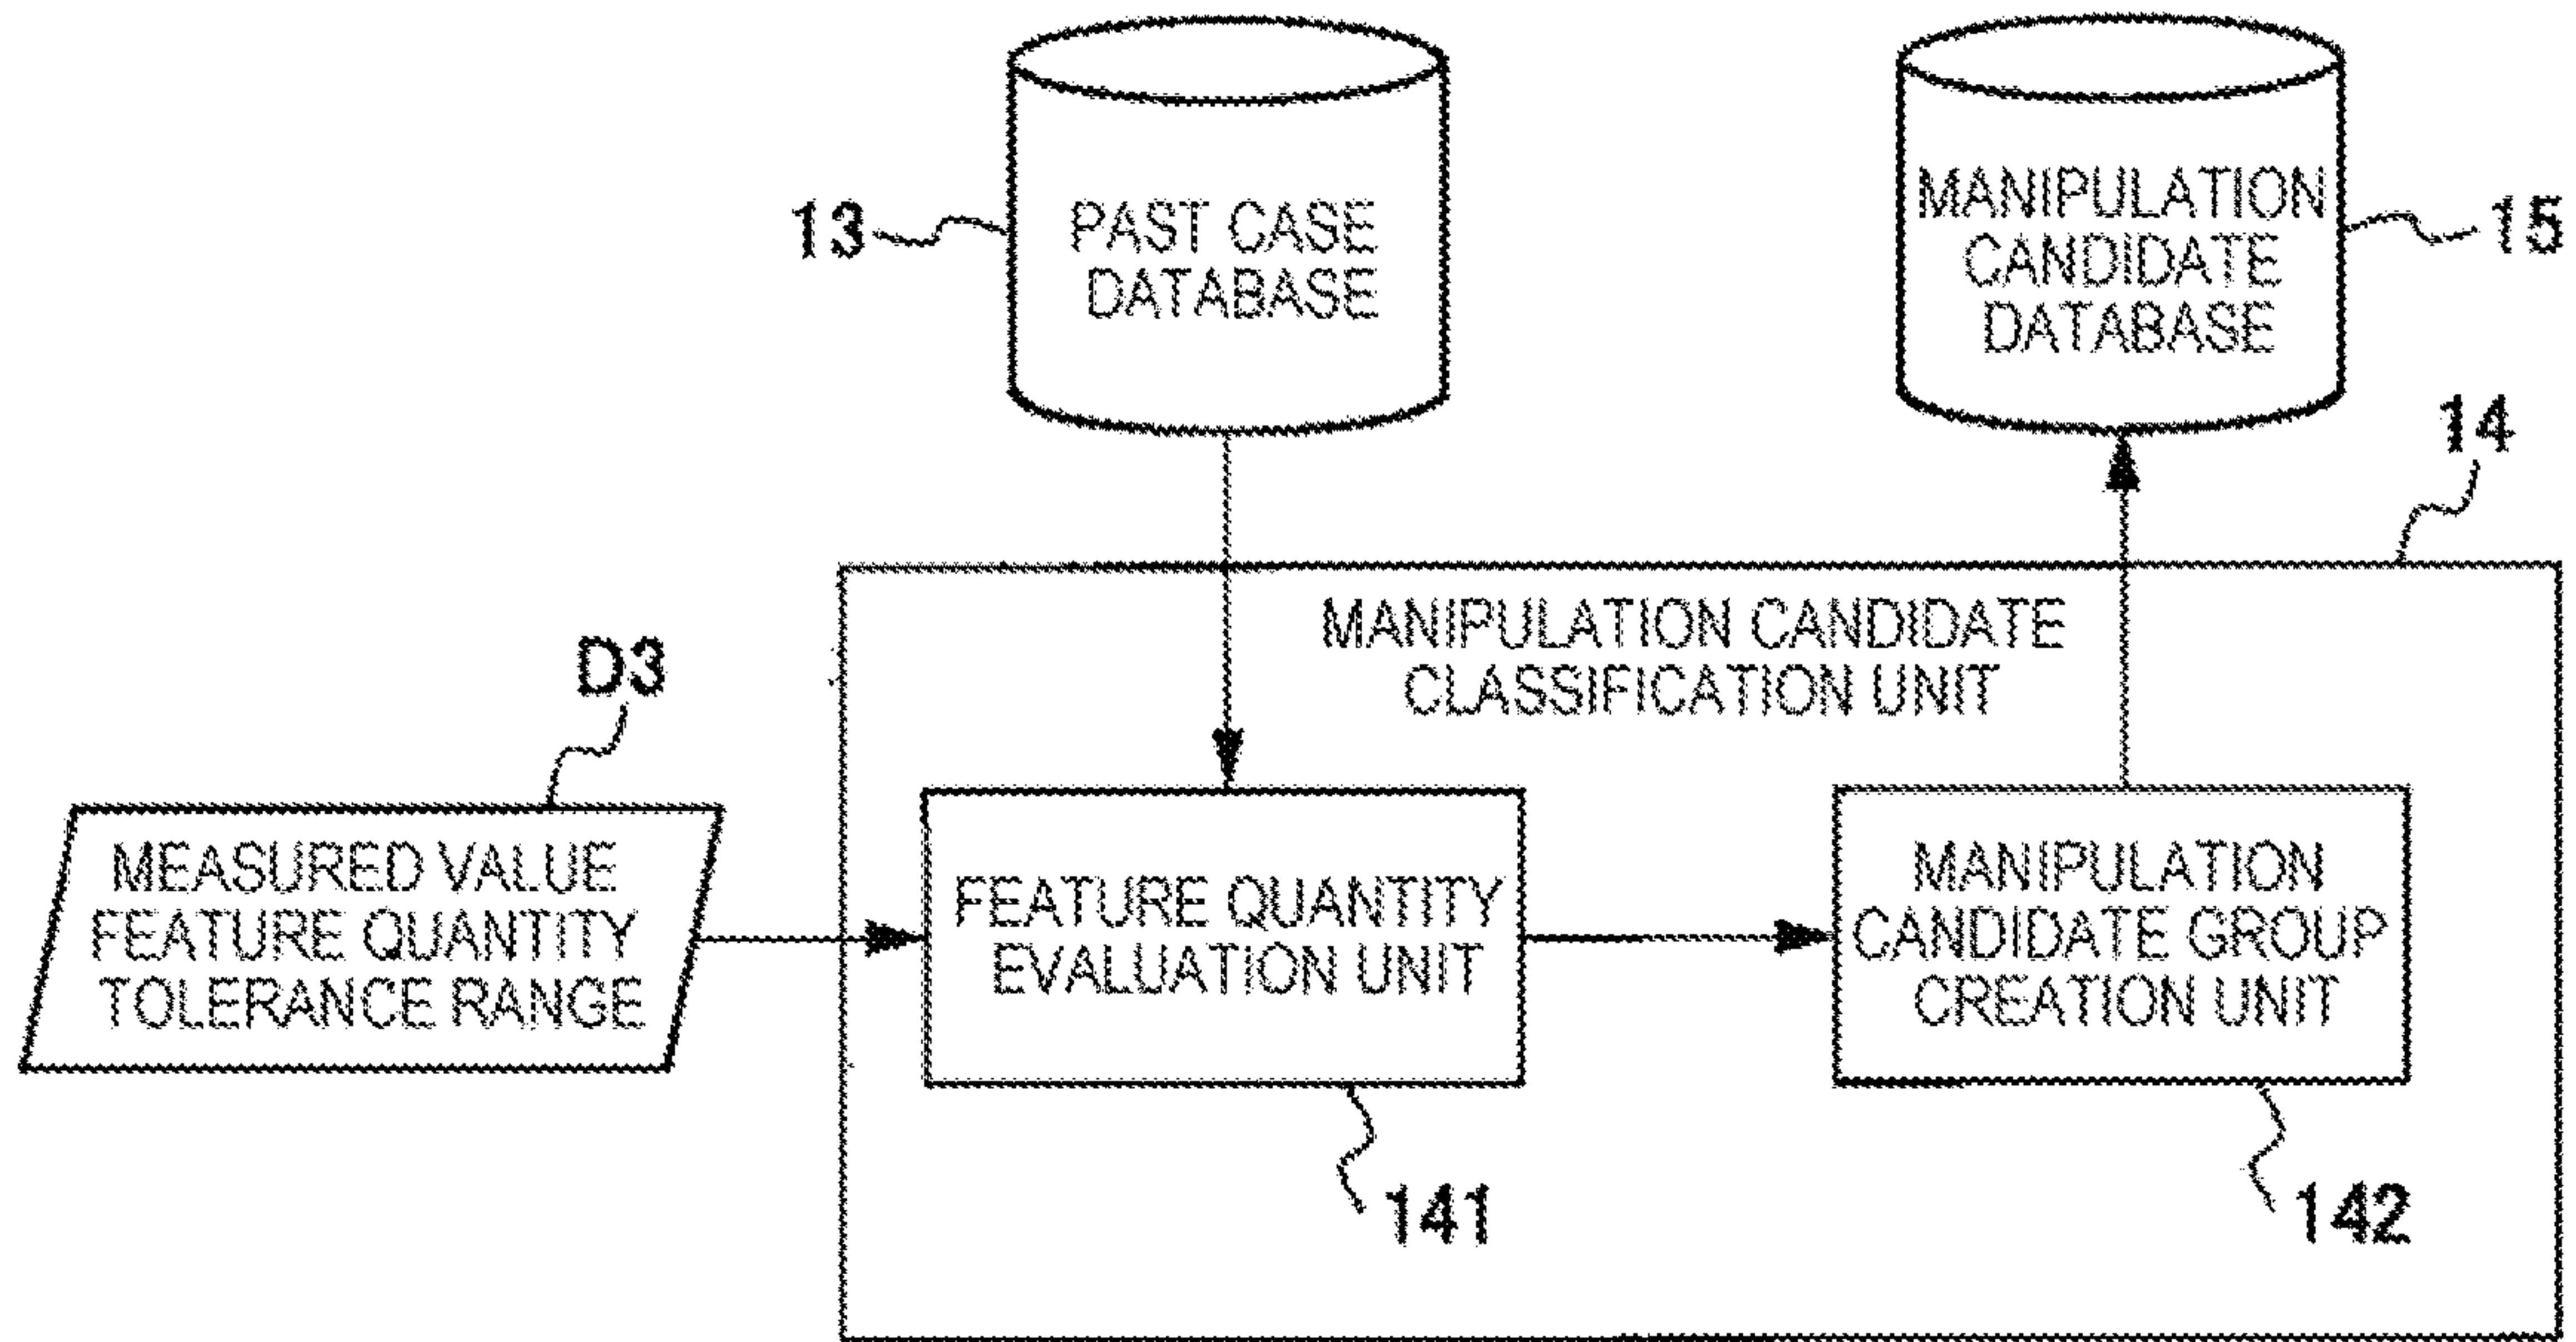 13
PAST CASE
DATABASE
MANIPULATION
CANDIDATE
DATABASE
15
14
MANIPULATION CANDIDATE
CLASSIFICATION UNIT
D3
MEASURED VALUE
FEATURE QUANTITY
TOLERANCE RANGE
FEATURE QUANTITY
EVALUATION UNIT
MANIPULATION
CANDIDATE GROUP
CREATION UNIT
141
142